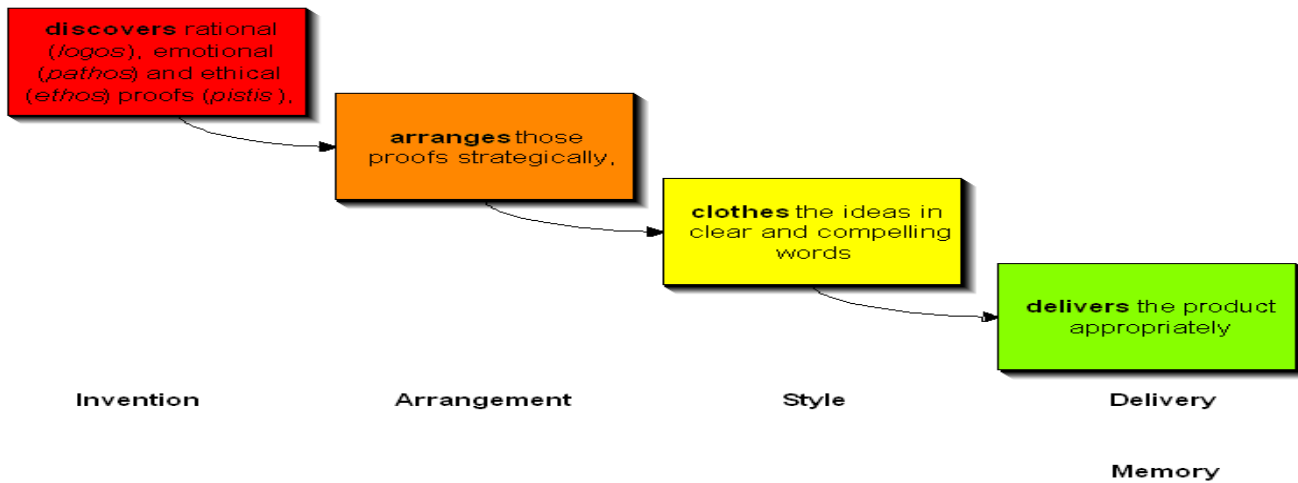 discovers rational
(logos), emotional
(pathos) and ethical
(ethos) proofs (pistis),
arranges those
proofs strategically,
clothes the ideas in
clear and compelling
words
delivers the product
appropriately
Invention
Arrangement
Style
Delivery
Memory